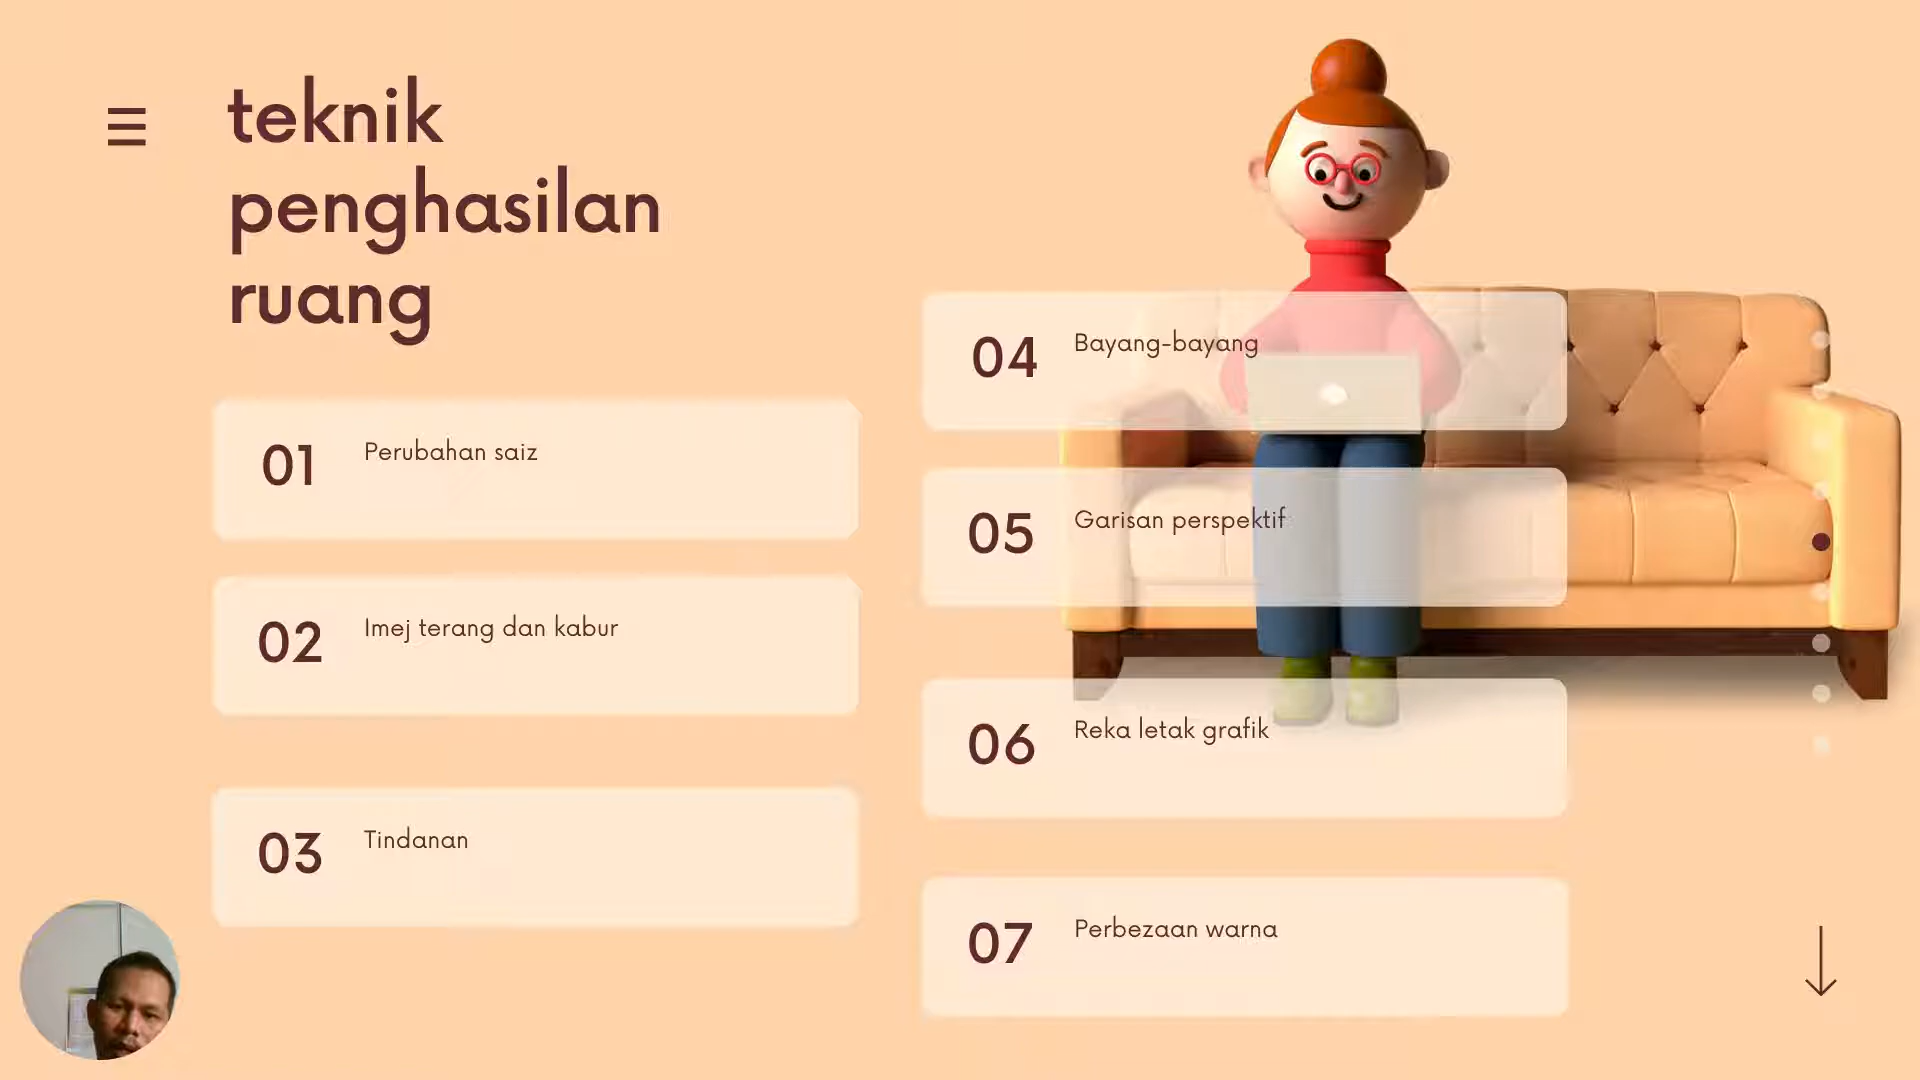 teknik
penghasilan
ruang
01 Perubahan saiz
02 Imej terang dan kabur
03 Tindanan
04 Bayang-bayang
05 Garisan perspektif
06 Reka letak grafik
07 Perbezaan warna